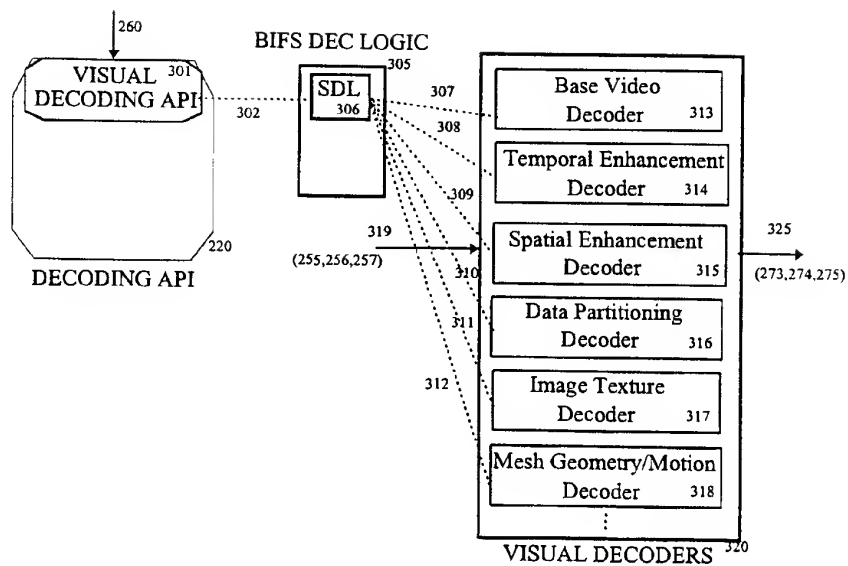 260
BIFS DEC LOGIC
VISUAL 301
DECODING API
302
305
SDL
306
307
308
309
319
(255,256,257)
310
311
312
220
DECODING API
Base Video
Decoder 313
Temporal Enhancement
Decoder 314
Spatial Enhancement
Decoder 315
Data Partitioning
Decoder 316
Image Texture
Decoder 317
Mesh Geometry/Motion
Decoder 318
325
(273,274,275)
320
VISUAL DECODERS